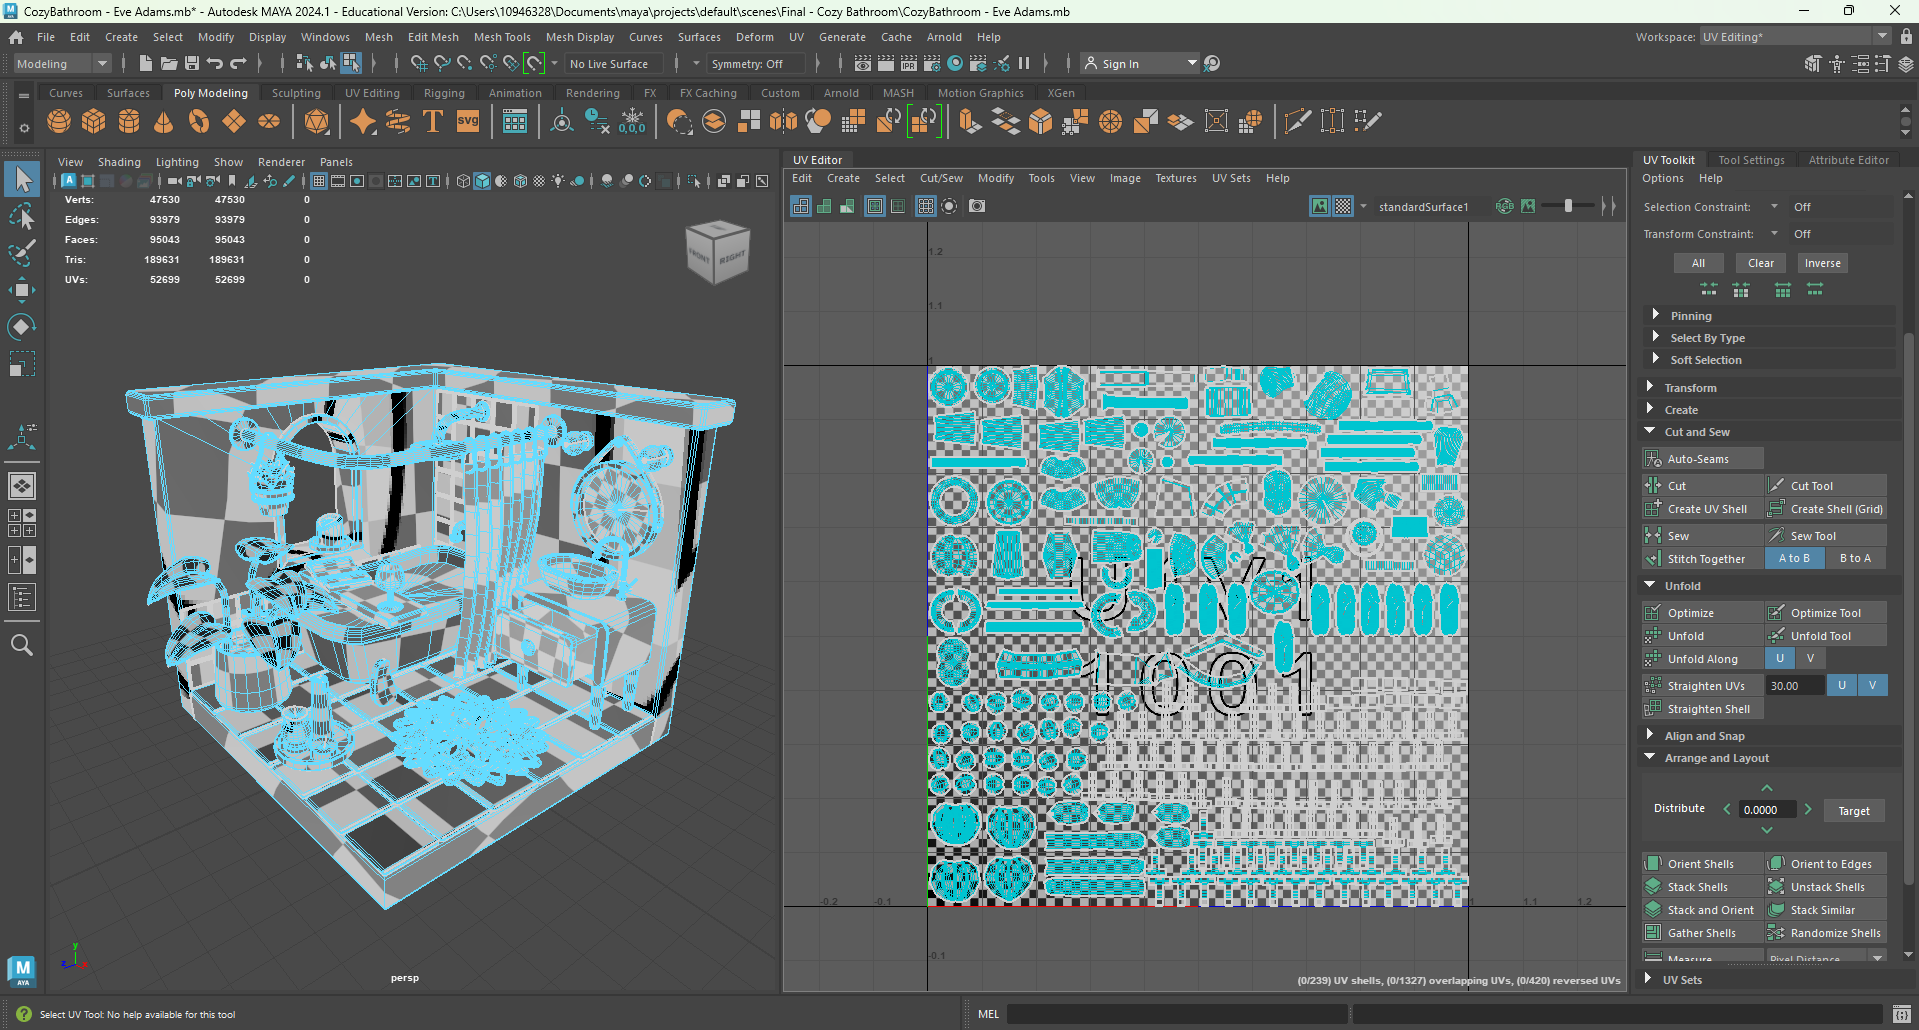 CozyBathroom - Eve Adams.mb* - Autodesk MAYA 2024.1 - Educational Version: C:\Users\10946328\Documents\maya\projects\default\scenes\Final - Cozy Bathroom\CozyBathroom - Eve Adams.mb
File Edit Create Select Modify Display Windows Mesh Edit Mesh Mesh Tools Mesh Display Curves Surfaces Deform UV Generate Cache Arnold Help
Workspace: UV Editing*
Modeling No Live Surface Symmetry: Off Sign In
Curves Surfaces Poly Modeling Sculpting UV Editing Rigging Animation Rendering FX FX Caching Custom Arnold MASH Motion Graphics XGen
T svg 0,0,0
View Shading Lighting Show Renderer Panels
Verts: 47530 47530 0
Edges: 93979 93979 0
Faces: 95043 95043 0
Tris: 189631 189631 0
UVs: 52699 52699 0
FRONT RIGHT
persp
y
z x
UV Editor
Edit Create Select Cut/Sew Modify Tools View Image Textures UV Sets Help
standardSurface1
1.2
1.1
1
U1V1
1001
-0.2 -0.1 1 1.1 1.2
-0.1
(0/239) UV shells, (0/1327) overlapping UVs, (0/420) reversed UVs
UV Toolkit Tool Settings Attribute Editor
Options Help
Selection Constraint: Off
Transform Constraint: Off
All Clear Inverse
Pinning
Select By Type
Soft Selection
Transform
Create
Cut and Sew
Auto-Seams
Cut Cut Tool
Create UV Shell Create Shell (Grid)
Sew Sew Tool
Stitch Together A to B B to A
Unfold
Optimize Optimize Tool
Unfold Unfold Tool
Unfold Along U V
Straighten UVs 30.00 U V
Straighten Shell
Align and Snap
Arrange and Layout
Distribute 0.0000 Target
Orient Shells Orient to Edges
Stack Shells Unstack Shells
Stack and Orient Stack Similar
Gather Shells Randomize Shells
Measure Pixel Distance
UV Sets
M
AYA
Select UV Tool: No help available for this tool
MEL